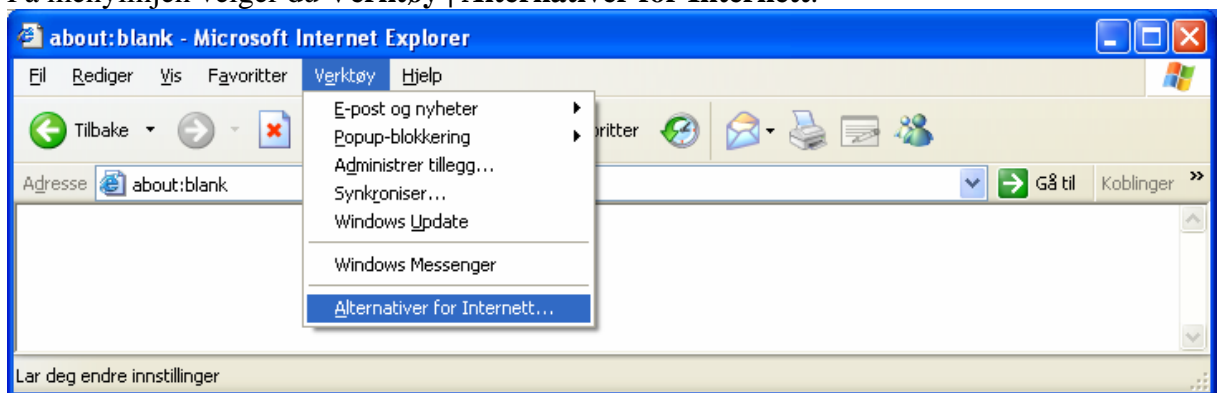 På menylinjen velger du Verktøy | Alternativer for Internett.
about:blank - Microsoft Internet Explorer
Fil Rediger Vis Favoritter Verktøy Hjelp
E-post og nyheter
Tilbake oritter
Popup-blokkering
Administrer tillegg...
Adresse about:blank Gå til Koblinger »
Synkroniser...
Windows Update
Windows Messenger
Alternativer for Internett...
Lar deg endre innstillinger